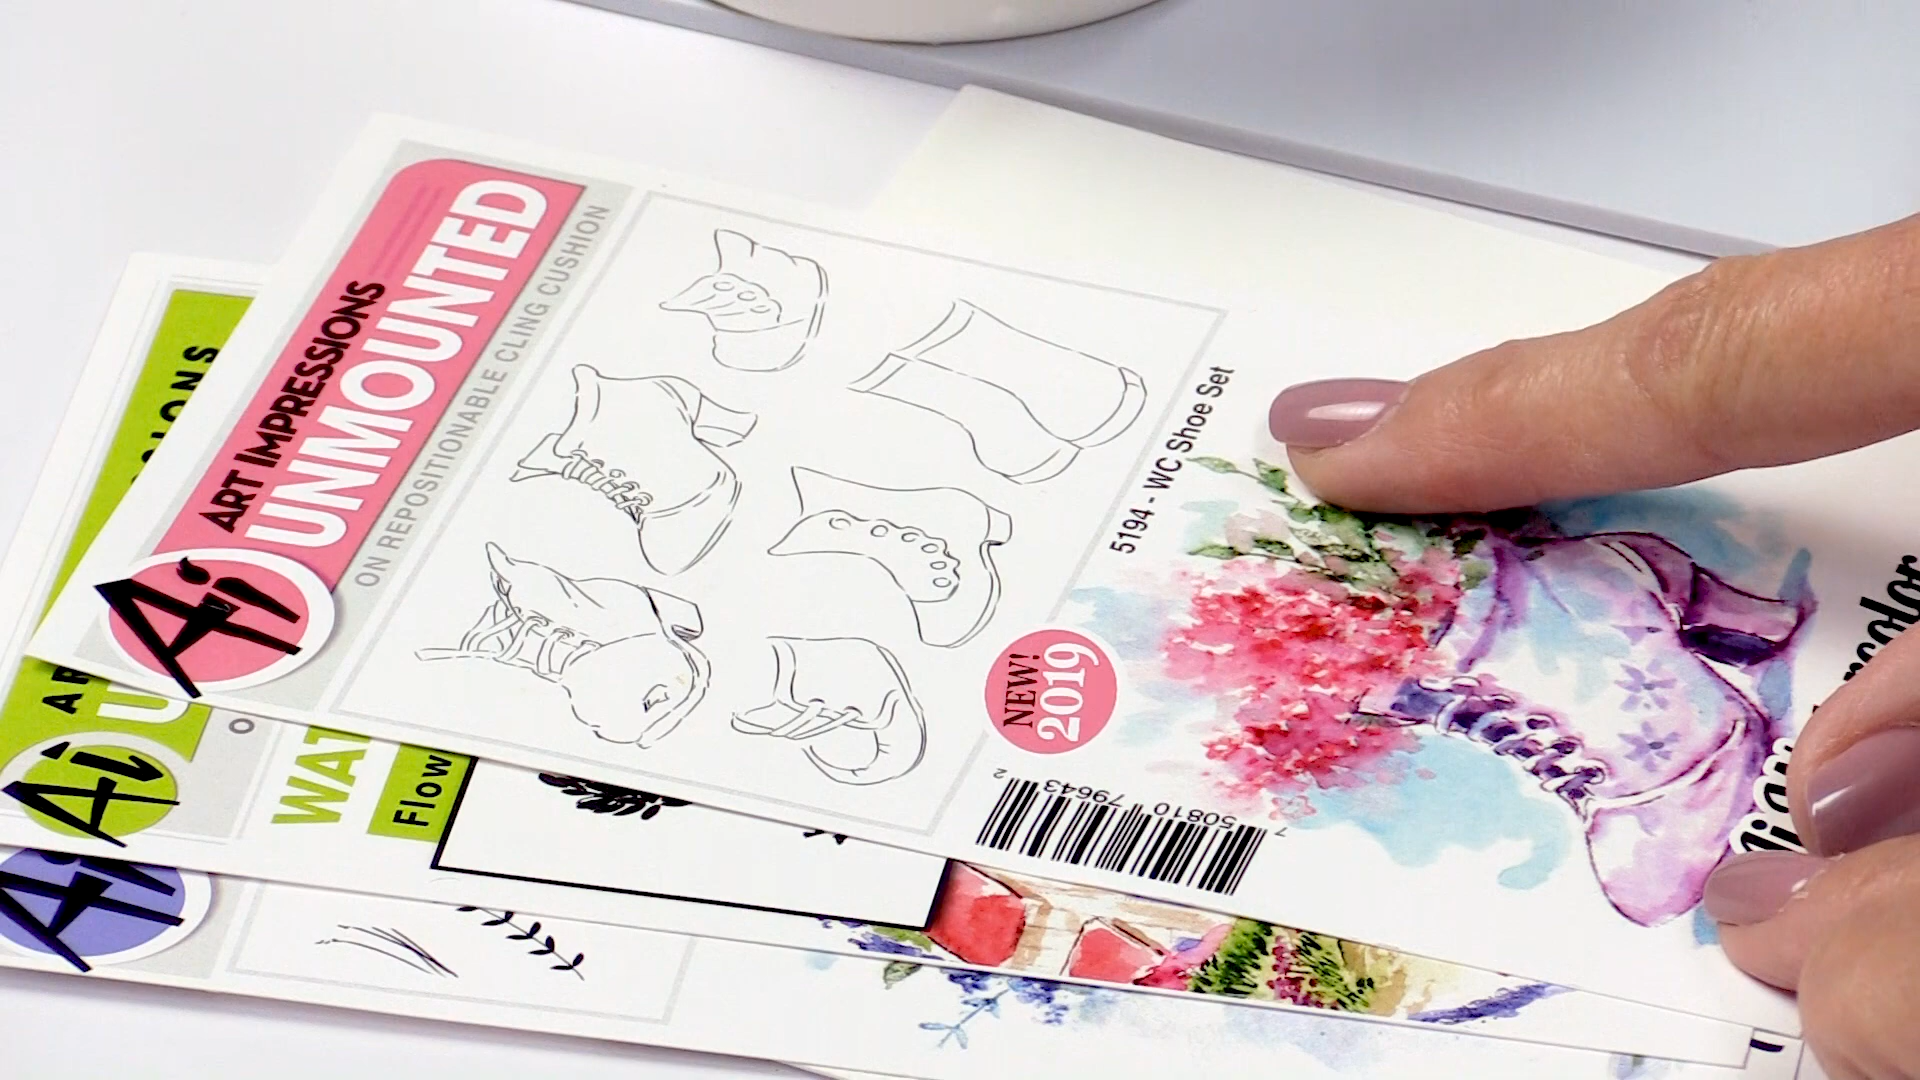 ART IMPRESSIONS
UNMOUNTED
ON REPOSITIONABLE CLING CUSHION
Ai
5194 - WC Shoe Set
NEW!
2019
7 50810 79643 2
Ai
Flow
Ai